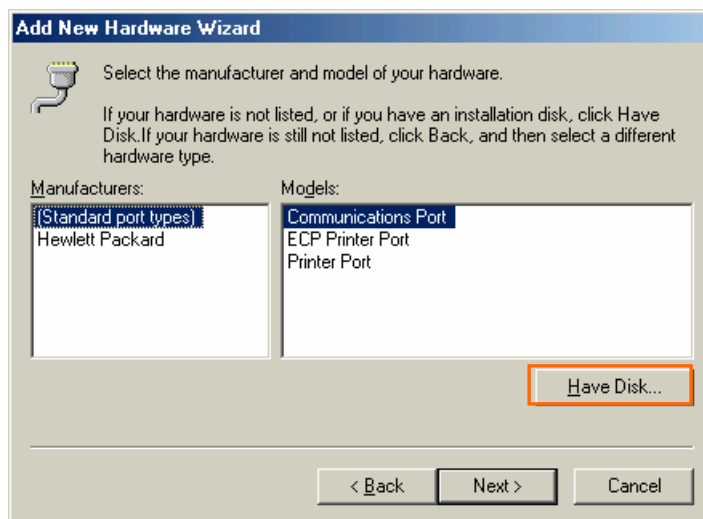 Add New Hardware Wizard
Select the manufacturer and model of your hardware.
If your hardware is not listed, or if you have an installation disk, click Have
Disk.If your hardware is still not listed, click Back, and then select a different
hardware type.
Manufacturers:
(Standard port types)
Hewlett Packard
Models:
Communications Port
ECP Printer Port
Printer Port
Have Disk...
< Back
Next >
Cancel